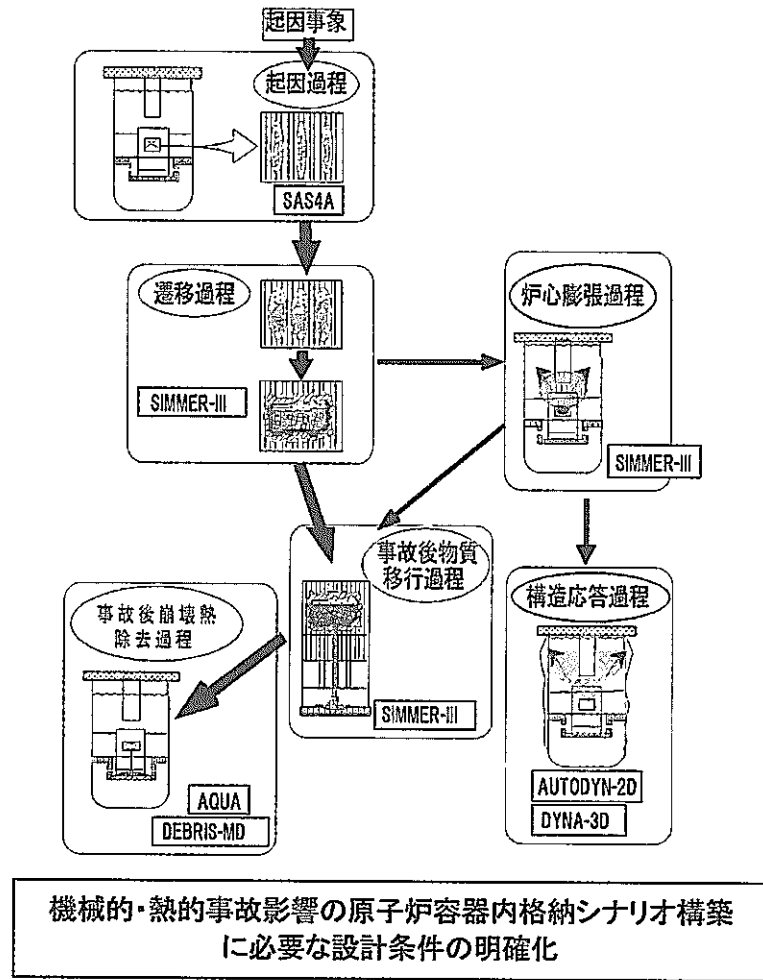 起因事象
起因過程
SAS4A
遷移過程
SIMMER-III
炉心膨張過程
SIMMER-III
事故後物質
移行過程
SIMMER-III
事故後崩壊熱
除去過程
AQUA
DEBRIS-MD
構造応答過程
AUTODYN-2D
DYNA-3D
機械的・熱的事故影響の原子炉容器内格納シナリオ構築
に必要な設計条件の明確化